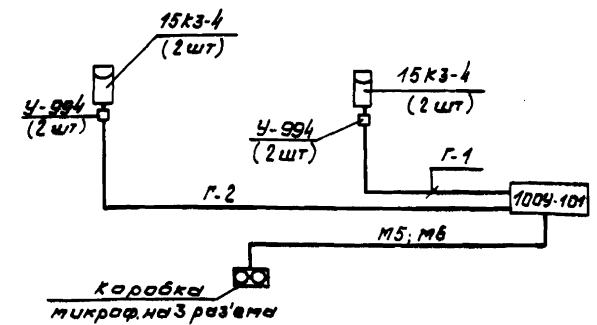 15КЗ-4
(2шт)
У-994
(2шт)
15КЗ-4
(2шт)
У-994
(2шт)
Г-1
Г-2
100У-101
М5; М6
коробка
микроф. на 3 раз'ема